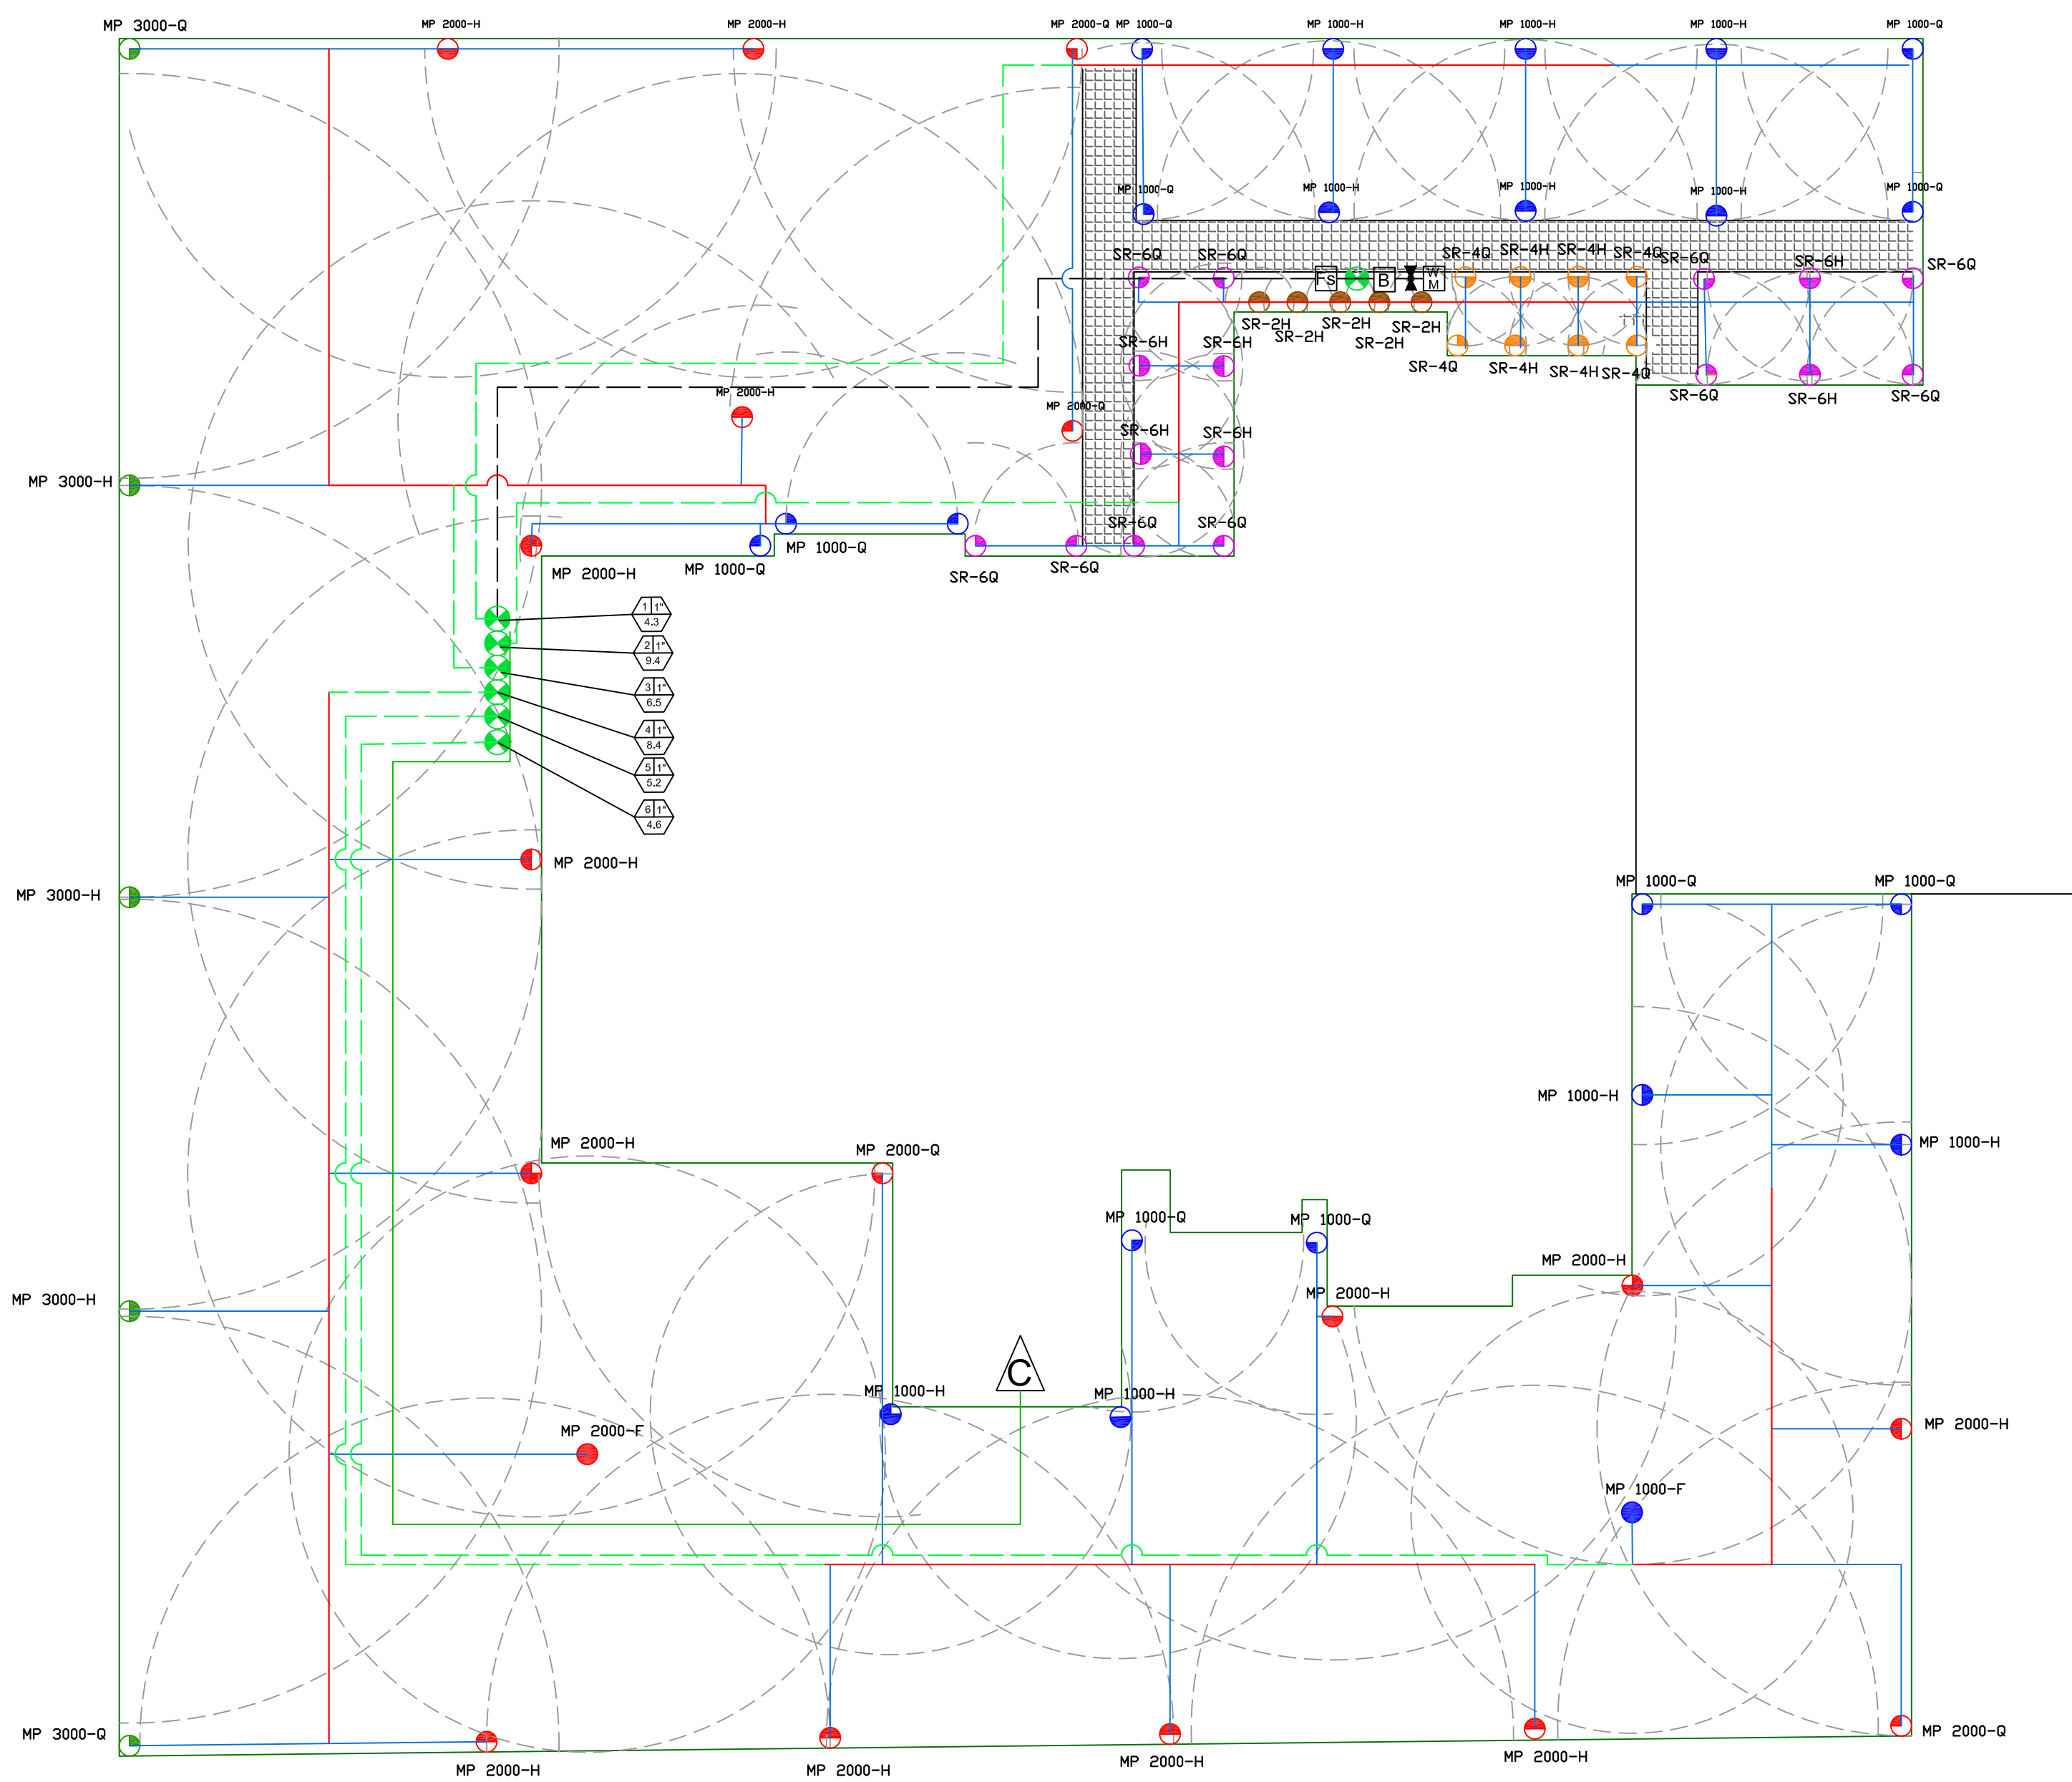 MP 3000-Q
MP 2000-H
MP 2000-H
MP 2000-Q
MP 1000-Q
MP 1000-H
MP 1000-H
MP 1000-H
MP 1000-Q
MP 1000-Q
MP 1000-H
MP 1000-H
MP 1000-H
MP 1000-Q
SR-6Q
SR-6Q
Fs
B
W
M
SR-4Q
SR-4H
SR-4H
SR-4Q
SR-6Q
SR-6H
SR-6Q
SR-2H
SR-2H
SR-2H
SR-2H
SR-2H
SR-6H
SR-6H
SR-4Q
SR-4H
SR-4H
SR-4Q
SR-6Q
SR-6H
SR-6Q
MP 2000-H
MP 2000-Q
SR-6H
SR-6H
MP 3000-H
SR-6Q
SR-6Q
MP 1000-Q
MP 2000-H
MP 1000-Q
SR-6Q
SR-6Q
1 1"
4.3
2 1"
9.4
3 1"
6.5
4 1"
8.4
5 1"
5.2
6 1"
4.6
MP 2000-H
MP 3000-H
MP 1000-Q
MP 1000-Q
MP 1000-H
MP 1000-H
MP 2000-H
MP 2000-Q
MP 1000-Q
MP 1000-Q
MP 2000-H
MP 3000-H
MP 2000-H
C
MP 1000-H
MP 1000-H
MP 2000-F
MP 2000-H
MP 1000-F
MP 3000-Q
MP 2000-Q
MP 2000-H
MP 2000-H
MP 2000-H
MP 2000-H